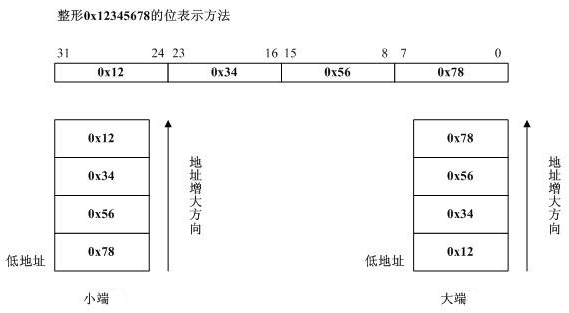 整形0x12345678的位表示方法
31 24 23 16 15 8 7 0
0x12 0x34 0x56 0x78
0x12
0x34
0x56
0x78
地址增大方向
低地址
小端
0x78
0x56
0x34
0x12
地址增大方向
低地址
大端